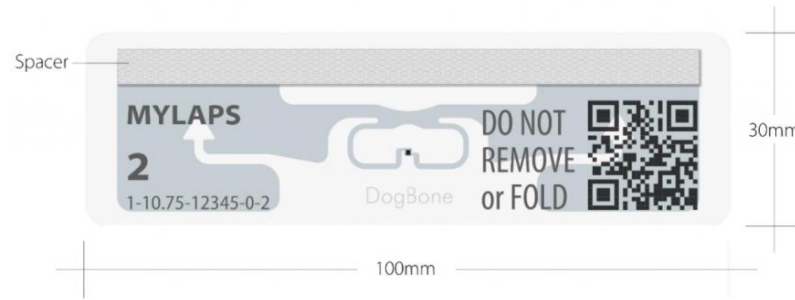 Spacer
MYLAPS
2
1-10.75-12345-0-2
DO NOT
REMOVE
or FOLD
DogBone
30mm
100mm